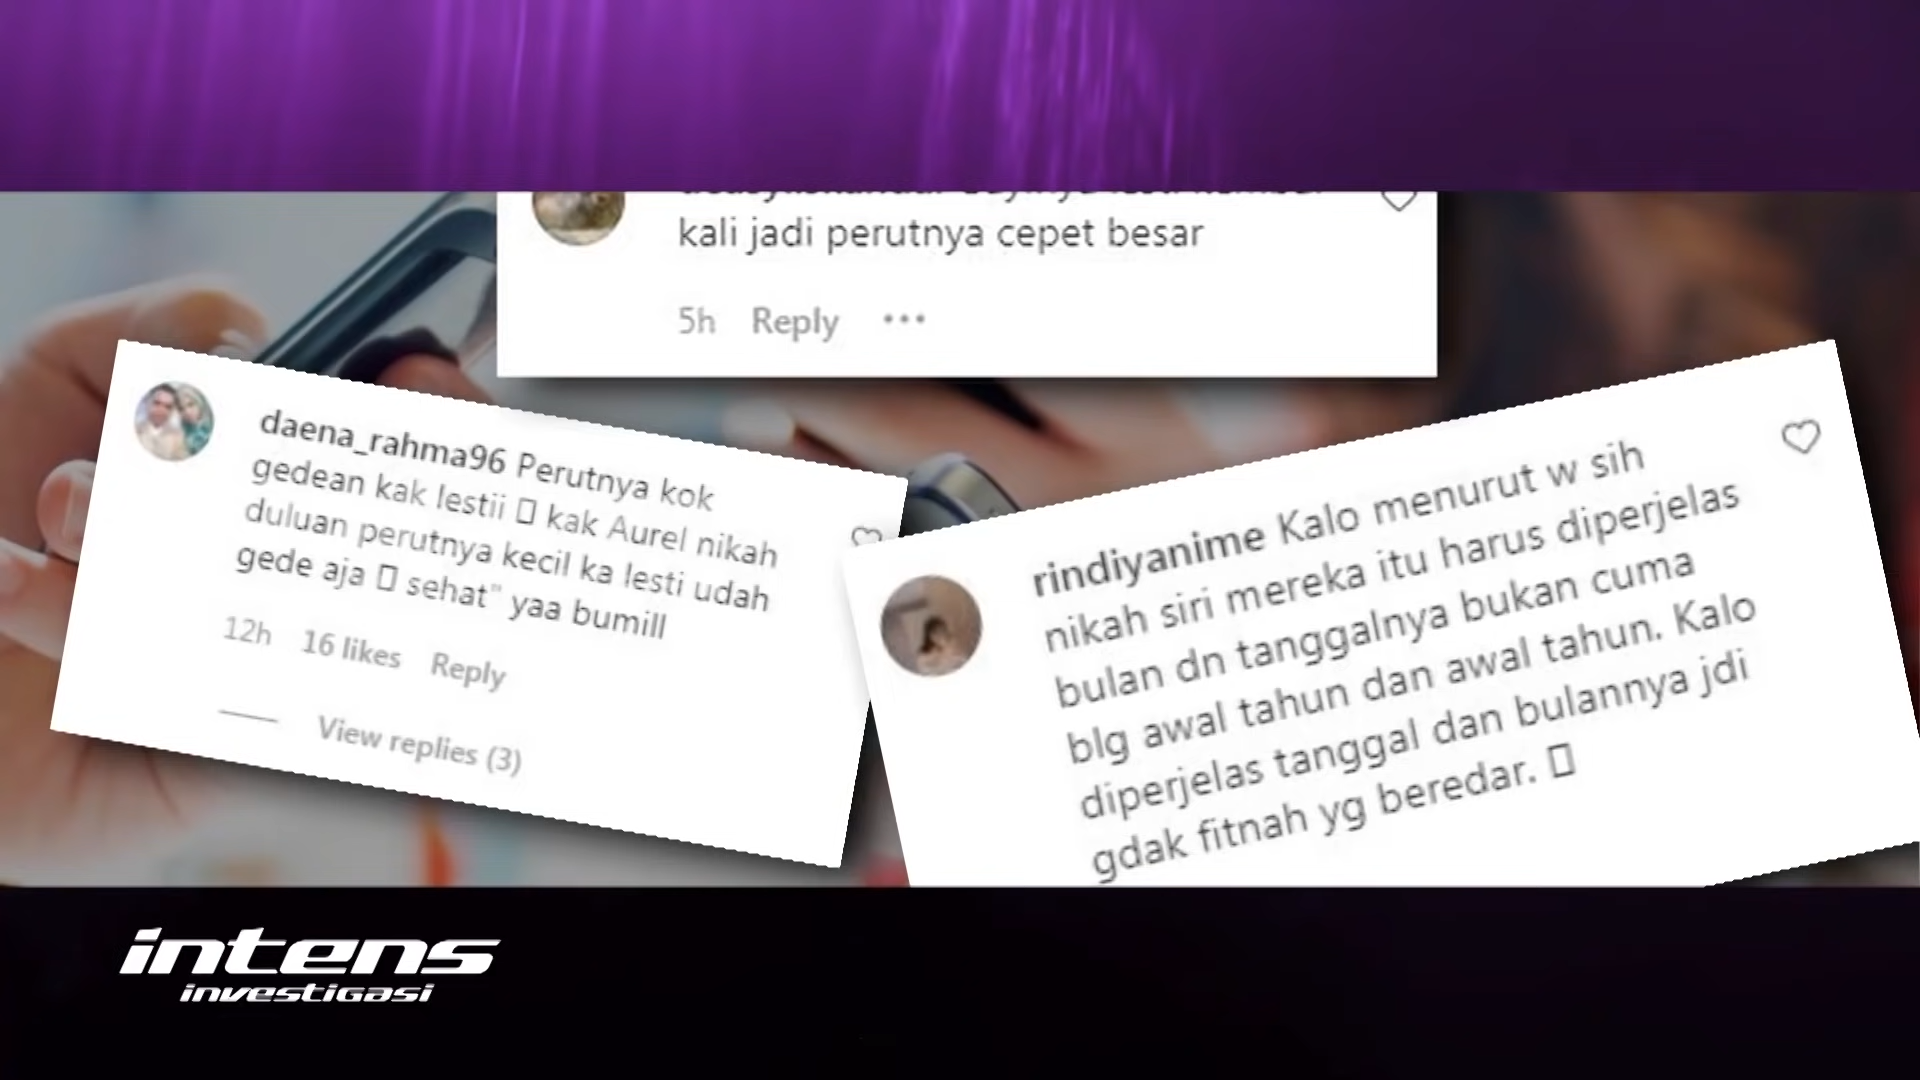 kali jadi perutnya cepet besar
5h Reply •••
daena_rahma96 Perutnya kok
gedean kak lestii kak Aurel nikah
duluan perutnya kecil ka lesti udah
gede aja sehat" yaa bumill
12h 16 likes Reply
View replies (3)
rindiyanime Kalo menurut w sih
nikah siri mereka itu harus diperjelas
bulan dn tanggalnya bukan cuma
blg awal tahun dan awal tahun. Kalo
diperjelas tanggal dan bulannya jdi
gdak fitnah yg beredar.
intens
investigasi